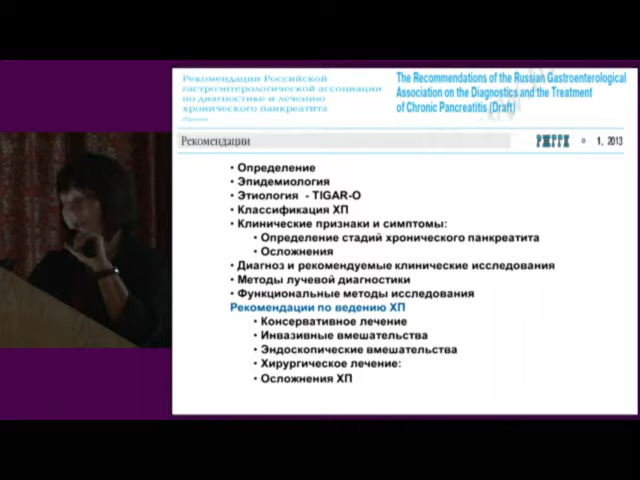 Рекомендации Российской
гастроэнтерологической ассоциации
по диагностике и лечению
хронического панкреатита
The Recommendations of the Russian Gastroenterological
Association on the Diagnostics and the Treatment
of Chronic Pancreatitis (Draft)
Рекомендации
РЖГГК ○ 1, 2013
• Определение
• Эпидемиология
• Этиология - TIGAR-O
• Классификация ХП
• Клинические признаки и симптомы:
• Определение стадий хронического панкреатита
• Осложнения
• Диагноз и рекомендуемые клинические исследования
• Методы лучевой диагностики
• Функциональные методы исследования
Рекомендации по ведению ХП
• Консервативное лечение
• Инвазивные вмешательства
• Эндоскопические вмешательства
• Хирургическое лечение:
• Осложнения ХП